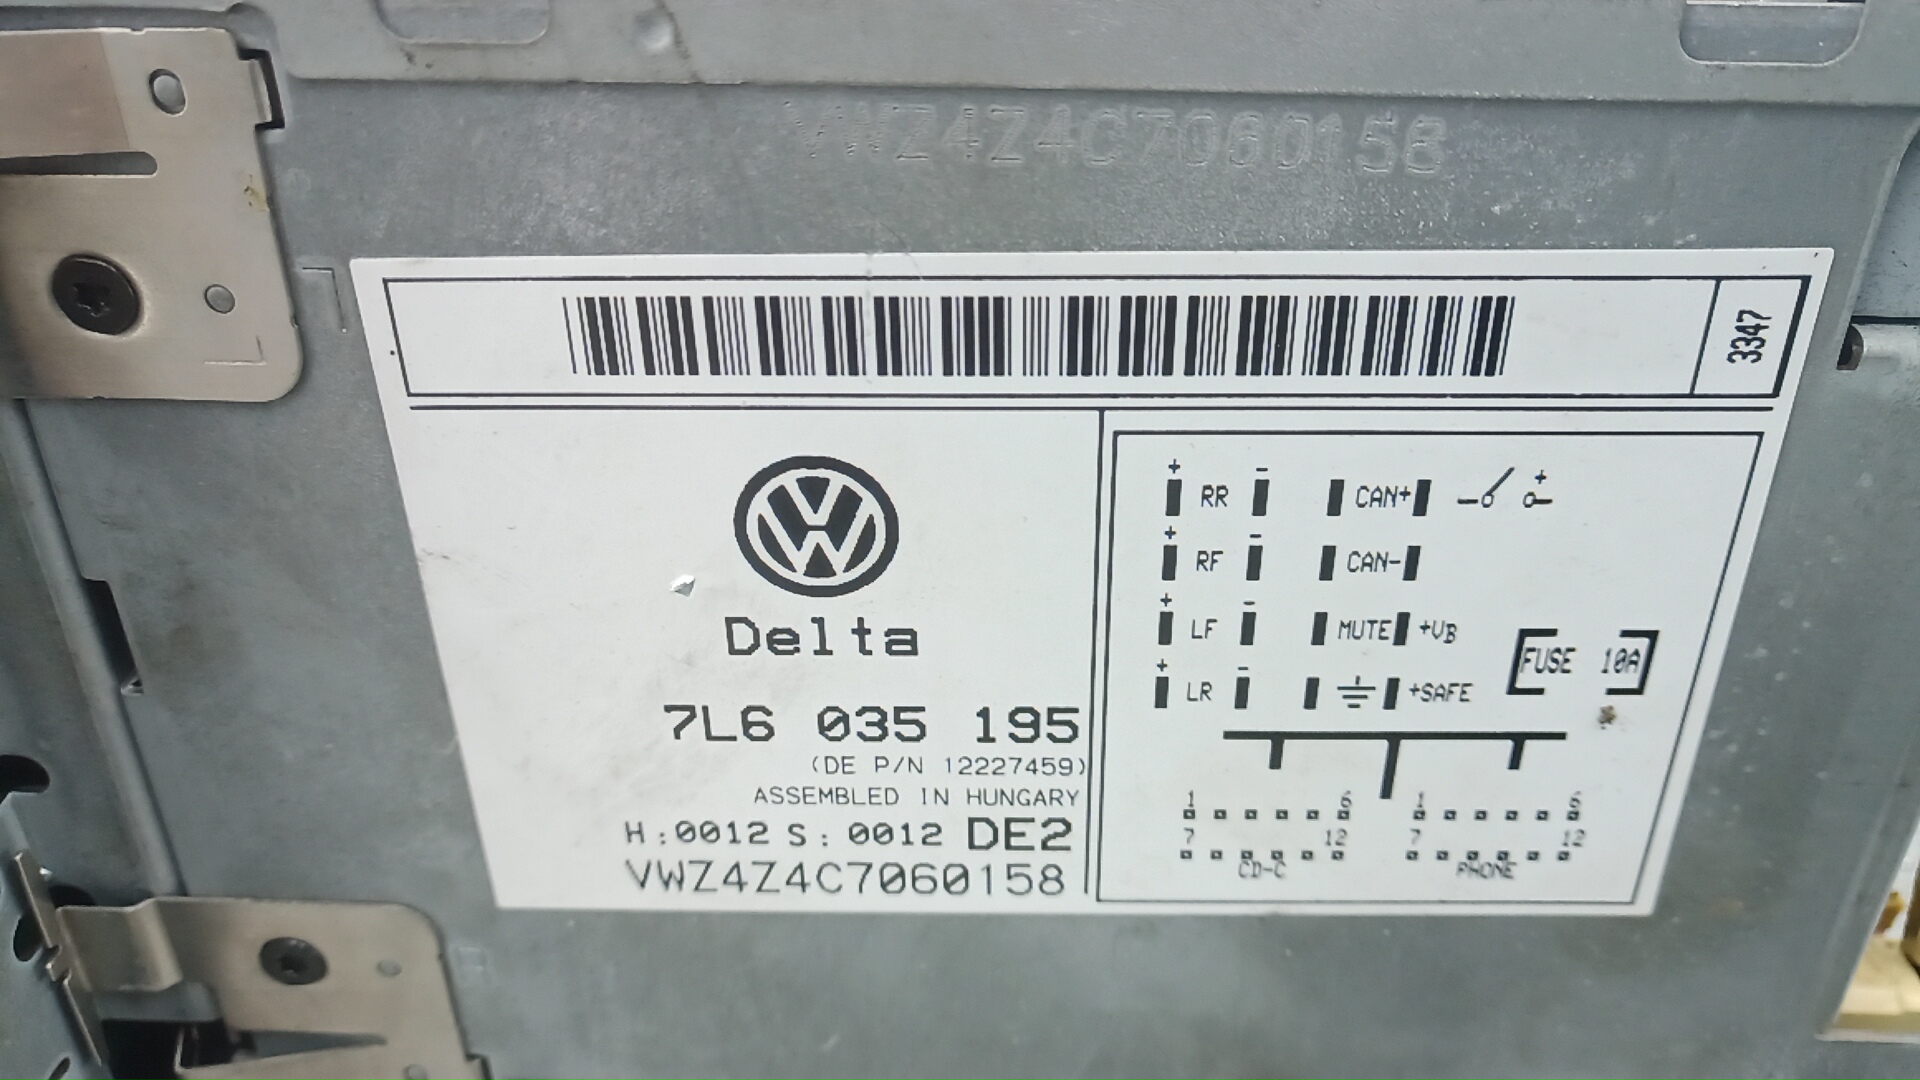 VWZ4Z4C7060158
3347
Delta
7L6 035 195
(DE P/N 12227459)
ASSEMBLED IN HUNGARY
H:0012 S:0012 DE2
VWZ4Z4C7060158
+ RR - CAN+ +
+ RF - CAN-
+ LF - MUTE +VB
+ LR - +SAFE
FUSE 10A
1 6 1 6
7 12 7 12
CD-C PHONE